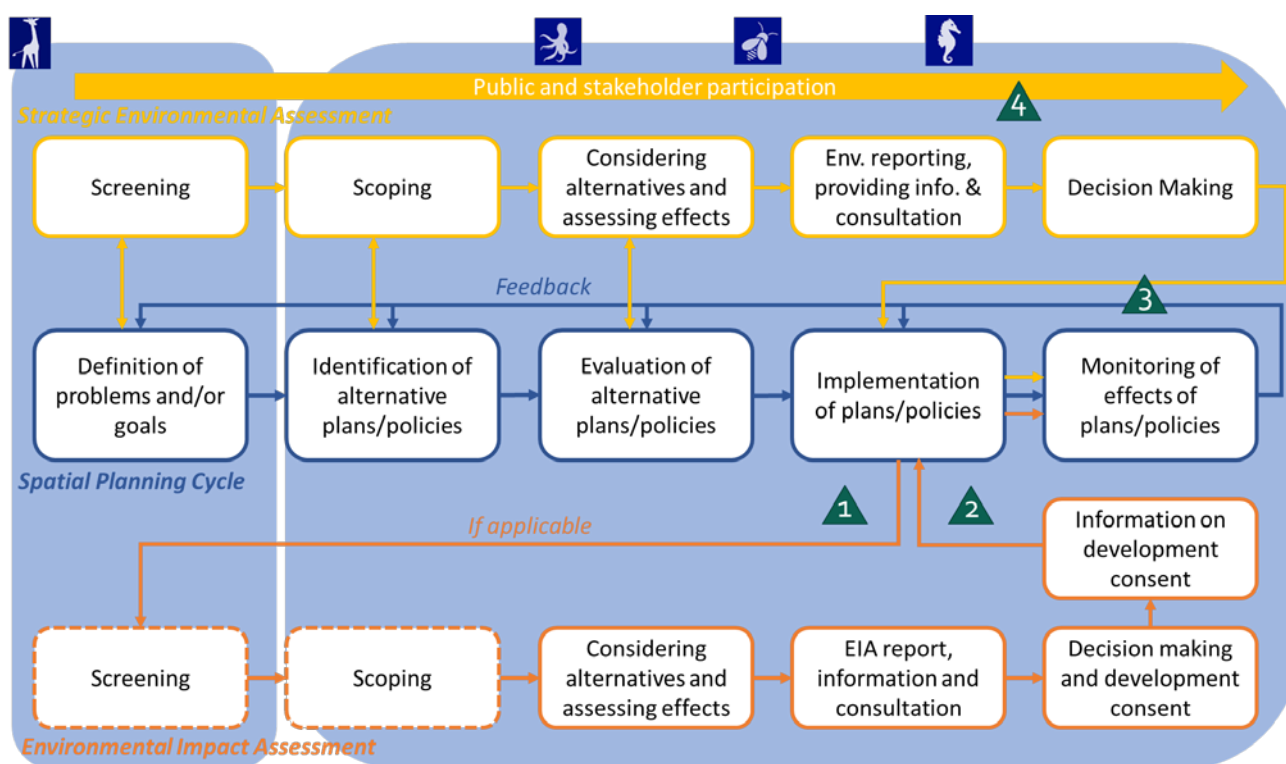 Public and stakeholder participation
4
Strategic Environmental Assessment
Screening
Scoping
Considering
alternatives and
assessing effects
Env. reporting,
providing info. &
consultation
Decision Making
Feedback
3
Definition of
problems and/or
goals
Identification of
alternative
plans/policies
Evaluation of
alternative
plans/policies
Implementation
of plans/policies
Monitoring of
effects of
plans/policies
Spatial Planning Cycle
1
2
If applicable
Information on
development
consent
Screening
Scoping
Considering
alternatives and
assessing effects
EIA report,
information and
consultation
Decision making
and development
consent
Environmental Impact Assessment